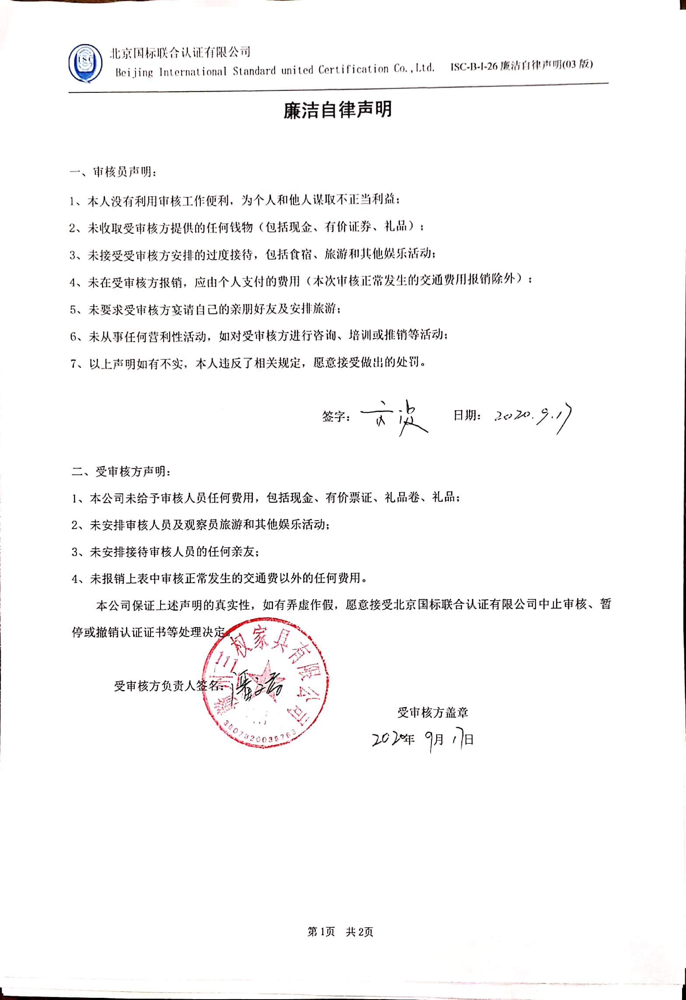 北京国标联合认证有限公司
Beijing International Standard united Certification Co.,Ltd. ISC-B-I-26 廉洁自律声明(03 版)
廉洁自律声明
一、审核员声明：
1、本人没有利用审核工作便利，为个人和他人谋取不正当利益；
2、未收取受审核方提供的任何钱物（包括现金、有价证券、礼品）；
3、未接受受审核方安排的过度接待，包括食宿、旅游和其他娱乐活动；
4、未在受审核方报销，应由个人支付的费用（本次审核正常发生的交通费用报销除外）；
5、未要求受审核方宴请自己的亲朋好友及安排旅游；
6、未从事任何营利性活动，如对受审核方进行咨询、培训或推销等活动；
7、以上声明如有不实，本人违反了相关规定，愿意接受做出的处罚。
签字： 日期： 2020.9.17
二、受审核方声明：
1、本公司未给予审核人员任何费用，包括现金、有价票证、礼品卷、礼品；
2、未安排审核人员及观察员旅游和其他娱乐活动；
3、未安排接待审核人员的任何亲友；
4、未报销上表中审核正常发生的交通费以外的任何费用。
本公司保证上述声明的真实性，如有弄虚作假，愿意接受北京国标联合认证有限公司中止审核、暂
停或撤销认证证书等处理决定。
赣州三权家具有限公司
受审核方负责人签名：
受审核方盖章
2020年 9月 17日
第 1页 共 2页